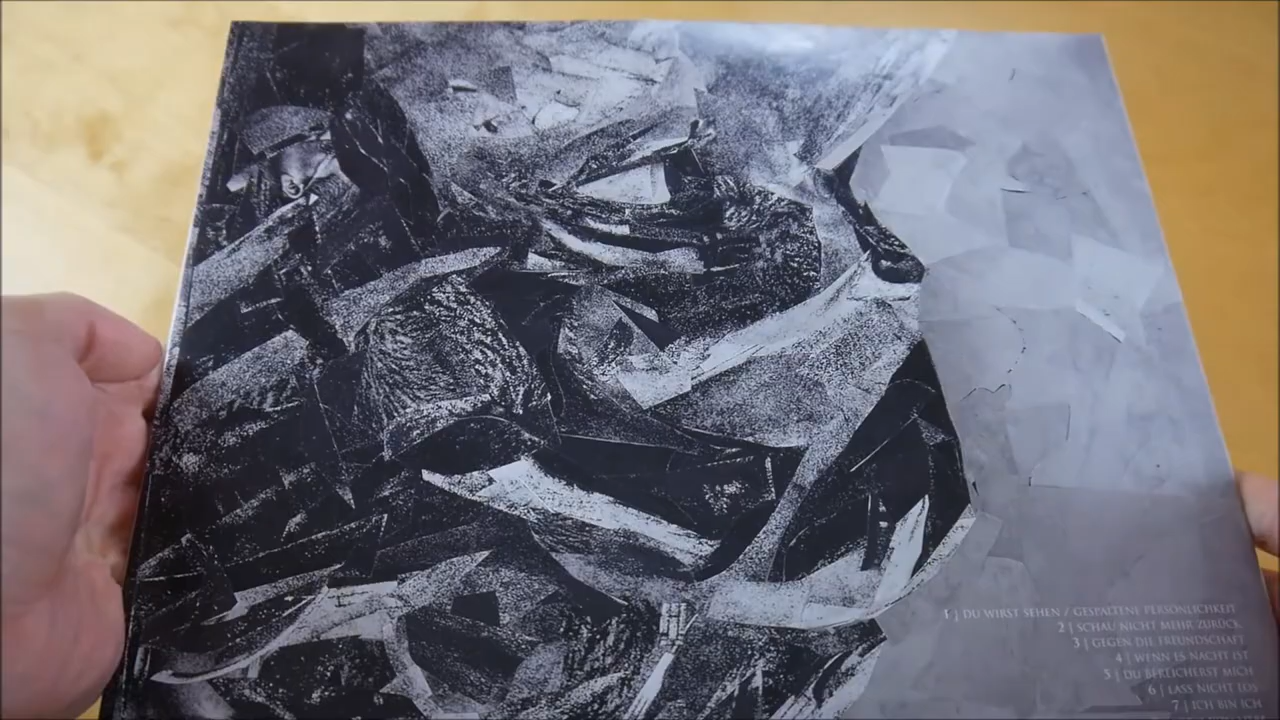 1 | DU WIRST SEHEN / GESPALTENE PERSÖNLICHKEIT
2 | SCHAU NICHT MEHR ZURÜCK
3 | GEGEN DIE FREUNDSCHAFT
4 | WENN ES NACHT IST
5 | DU BEREICHERST MICH
6 | LASS NICHT LOS
7 | ICH BIN ICH